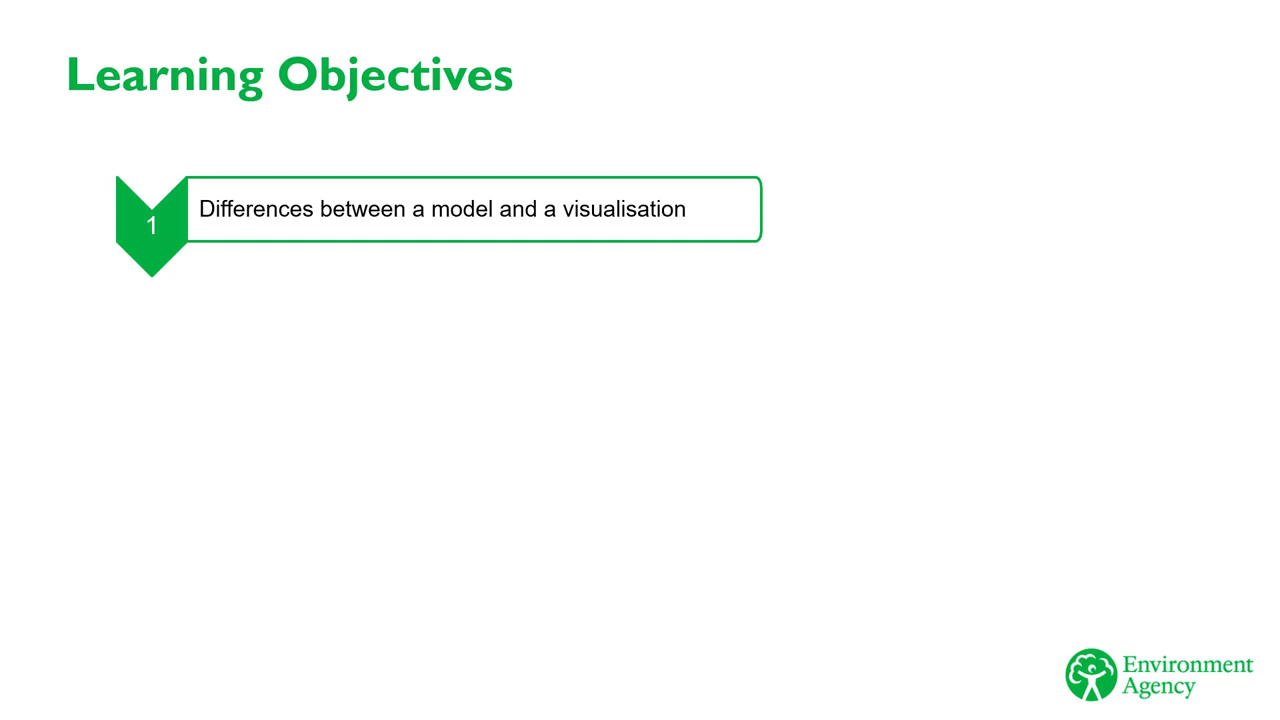 Learning Objectives
1
Differences between a model and a visualisation
Environment
Agency